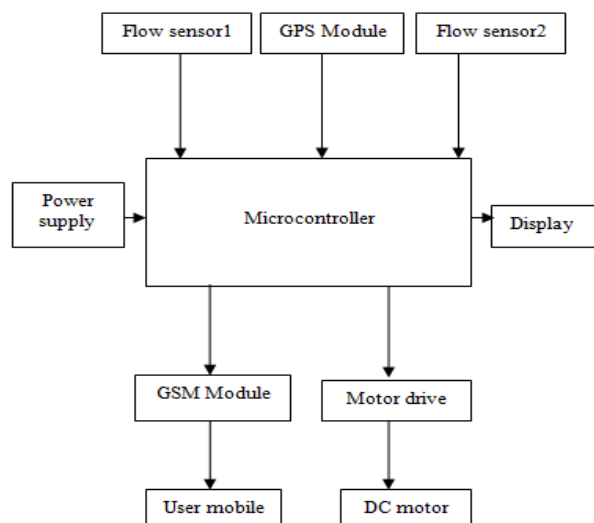 Flow sensor1
GPS Module
Flow sensor2
Power
supply
Microcontroller
Display
GSM Module
Motor drive
User mobile
DC motor